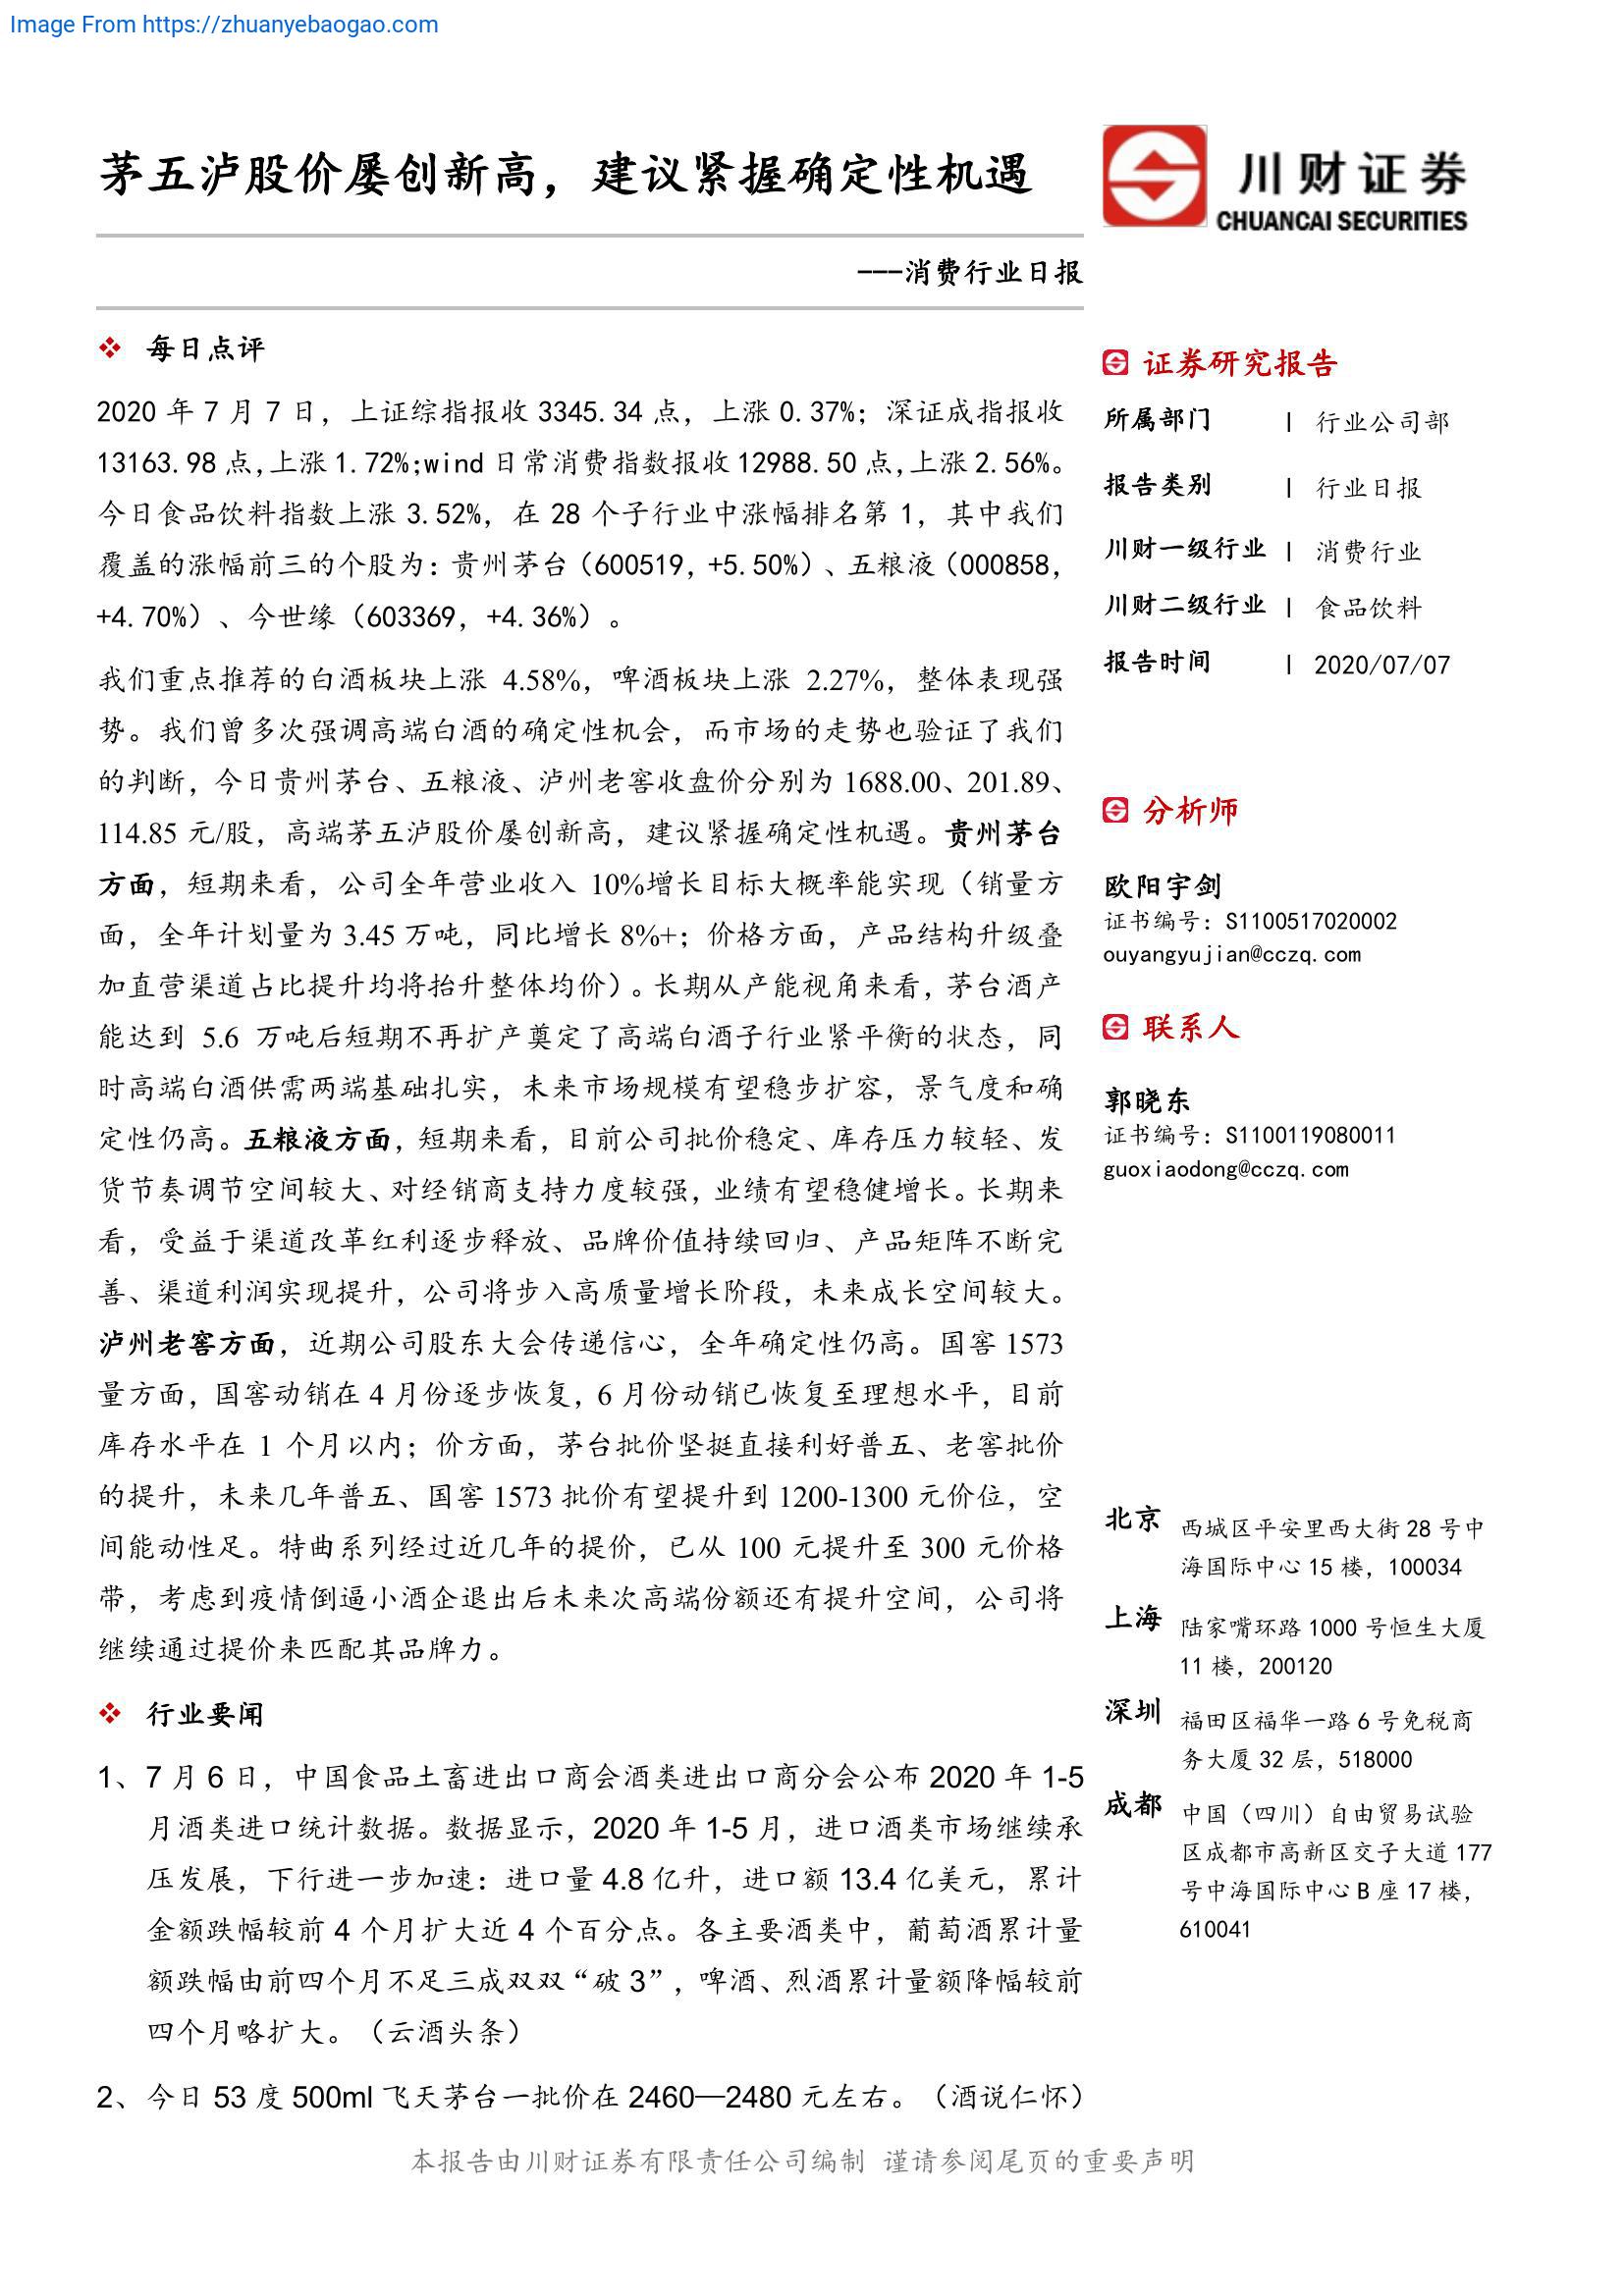 Image From https://zhuanyebaogao.com
茅五泸股价屡创新高，建议紧握确定性机遇
川财证券
CHUANCAI SECURITIES
---消费行业日报
❖ 每日点评
2020 年 7 月 7 日，上证综指报收 3345.34 点，上涨 0.37%；深证成指报收
13163.98 点,上涨 1.72%;wind 日常消费指数报收 12988.50 点,上涨 2.56%。
今日食品饮料指数上涨 3.52%，在 28 个子行业中涨幅排名第 1，其中我们
覆盖的涨幅前三的个股为：贵州茅台（600519，+5.50%）、五粮液（000858，
+4.70%）、今世缘（603369，+4.36%）。
我们重点推荐的白酒板块上涨 4.58%，啤酒板块上涨 2.27%，整体表现强
势。我们曾多次强调高端白酒的确定性机会，而市场的走势也验证了我们
的判断，今日贵州茅台、五粮液、泸州老窖收盘价分别为 1688.00、201.89、
114.85 元/股，高端茅五泸股价屡创新高，建议紧握确定性机遇。贵州茅台
方面，短期来看，公司全年营业收入 10%增长目标大概率能实现（销量方
面，全年计划量为 3.45 万吨，同比增长 8%+；价格方面，产品结构升级叠
加直营渠道占比提升均将抬升整体均价）。长期从产能视角来看，茅台酒产
能达到 5.6 万吨后短期不再扩产奠定了高端白酒子行业紧平衡的状态，同
时高端白酒供需两端基础扎实，未来市场规模有望稳步扩容，景气度和确
定性仍高。五粮液方面，短期来看，目前公司批价稳定、库存压力较轻、发
货节奏调节空间较大、对经销商支持力度较强，业绩有望稳健增长。长期来
看，受益于渠道改革红利逐步释放、品牌价值持续回归、产品矩阵不断完
善、渠道利润实现提升，公司将步入高质量增长阶段，未来成长空间较大。
泸州老窖方面，近期公司股东大会传递信心，全年确定性仍高。国窖 1573
量方面，国窖动销在 4 月份逐步恢复，6 月份动销已恢复至理想水平，目前
库存水平在 1 个月以内；价方面，茅台批价坚挺直接利好普五、老窖批价
的提升，未来几年普五、国窖 1573 批价有望提升到 1200-1300 元价位，空
间能动性足。特曲系列经过近几年的提价，已从 100 元提升至 300 元价格
带，考虑到疫情倒逼小酒企退出后未来次高端份额还有提升空间，公司将
继续通过提价来匹配其品牌力。
❖ 行业要闻
1、7 月 6 日，中国食品土畜进出口商会酒类进出口商分会公布 2020 年 1-5
月酒类进口统计数据。数据显示，2020 年 1-5 月，进口酒类市场继续承
压发展，下行进一步加速：进口量 4.8 亿升，进口额 13.4 亿美元，累计
金额跌幅较前 4 个月扩大近 4 个百分点。各主要酒类中，葡萄酒累计量
额跌幅由前四个月不足三成双双“破 3”，啤酒、烈酒累计量额降幅较前
四个月略扩大。（云酒头条）
2、今日 53 度 500ml 飞天茅台一批价在 2460—2480 元左右。（酒说仁怀）
证券研究报告
所属部门 | 行业公司部
报告类别 | 行业日报
川财一级行业 | 消费行业
川财二级行业 | 食品饮料
报告时间 | 2020/07/07
分析师
欧阳宇剑
证书编号：S1100517020002
ouyangyujian@cczq.com
联系人
郭晓东
证书编号：S1100119080011
guoxiaodong@cczq.com
北京 西城区平安里西大街 28 号中
海国际中心 15 楼，100034
上海 陆家嘴环路 1000 号恒生大厦
11 楼，200120
深圳 福田区福华一路 6 号免税商
务大厦 32 层，518000
成都 中国（四川）自由贸易试验
区成都市高新区交子大道 177
号中海国际中心 B 座 17 楼，
610041
本报告由川财证券有限责任公司编制 谨请参阅尾页的重要声明